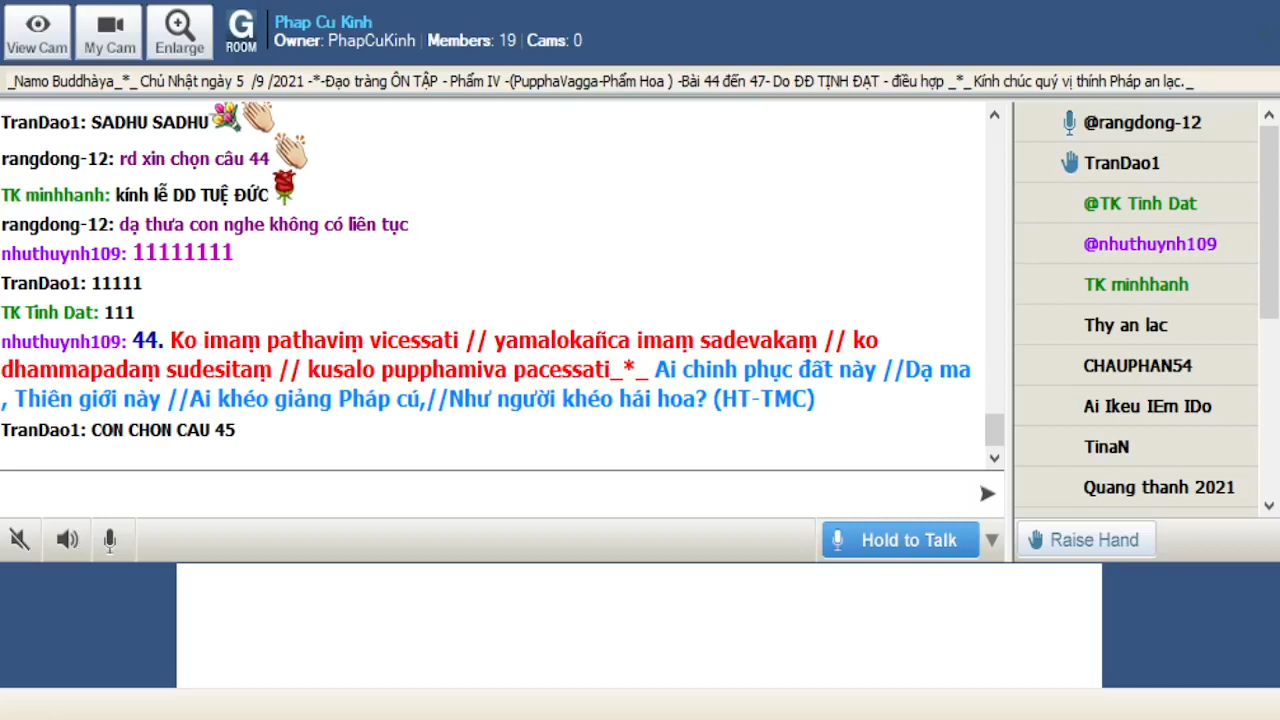 View Cam
My Cam
Enlarge
G
ROOM
Phap Cu Kinh
Owner: PhapCuKinh | Members: 19 | Cams: 0
_Namo Buddhàya_*_ Chủ Nhật ngày 5 /9 /2021 -*-Đạo tràng ÔN TẬP - Phẩm IV -(PupphaVagga-Phẩm Hoa ) -Bài 44 đến 47- Do ĐĐ TỊNH ĐẠT - điều hợp _*_Kính chúc quý vị thính Pháp an lạc._
TranDao1: SADHU SADHU
rangdong-12: rd xin chọn câu 44
TK minhhanh: kính lễ DD TUỆ ĐỨC
rangdong-12: dạ thưa con nghe không có liên tục
nhuthuynh109: 11111111
TranDao1: 11111
TK Tinh Dat: 111
nhuthuynh109: 44. Ko imaṃ pathaviṃ vicessati // yamalokañca imaṃ sadevakaṃ // ko
dhammapadaṃ sudesitaṃ // kusalo pupphamiva pacessati_*_ Ai chinh phục đất này //Dạ ma
, Thiên giới này //Ai khéo giảng Pháp cú,//Như người khéo hái hoa? (HT-TMC)
TranDao1: CON CHON CAU 45
@rangdong-12
TranDao1
@TK Tinh Dat
@nhuthuynh109
TK minhhanh
Thy an lac
CHAUPHAN54
Ai Ikeu IEm IDo
TinaN
Quang thanh 2021
Hold to Talk
Raise Hand